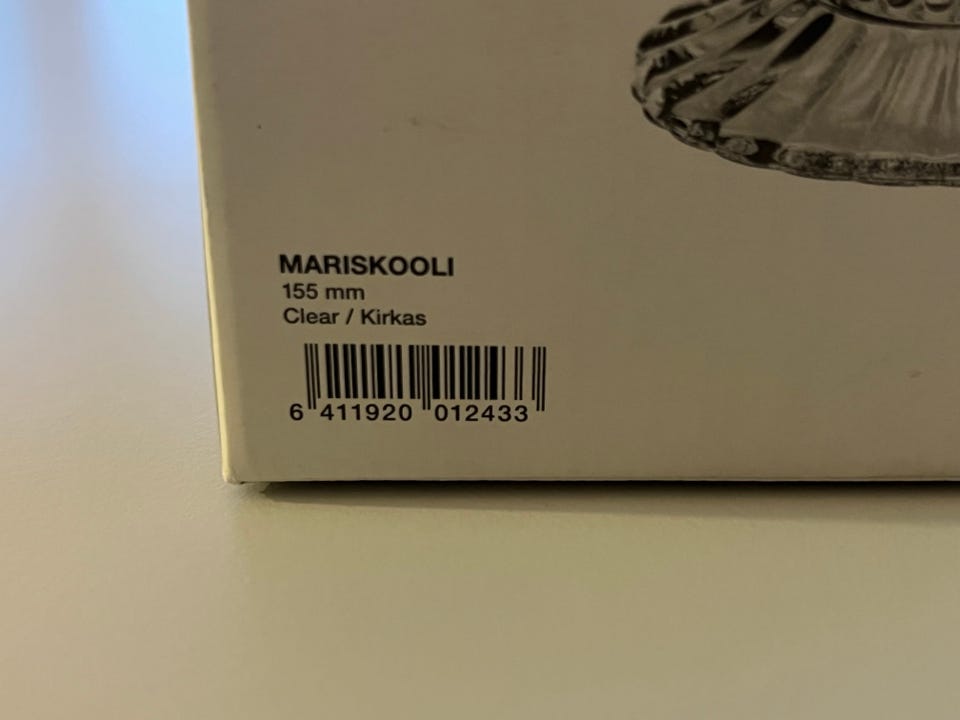 MARISKOOLI
155 mm
Clear / Kirkas
6 411920 012433